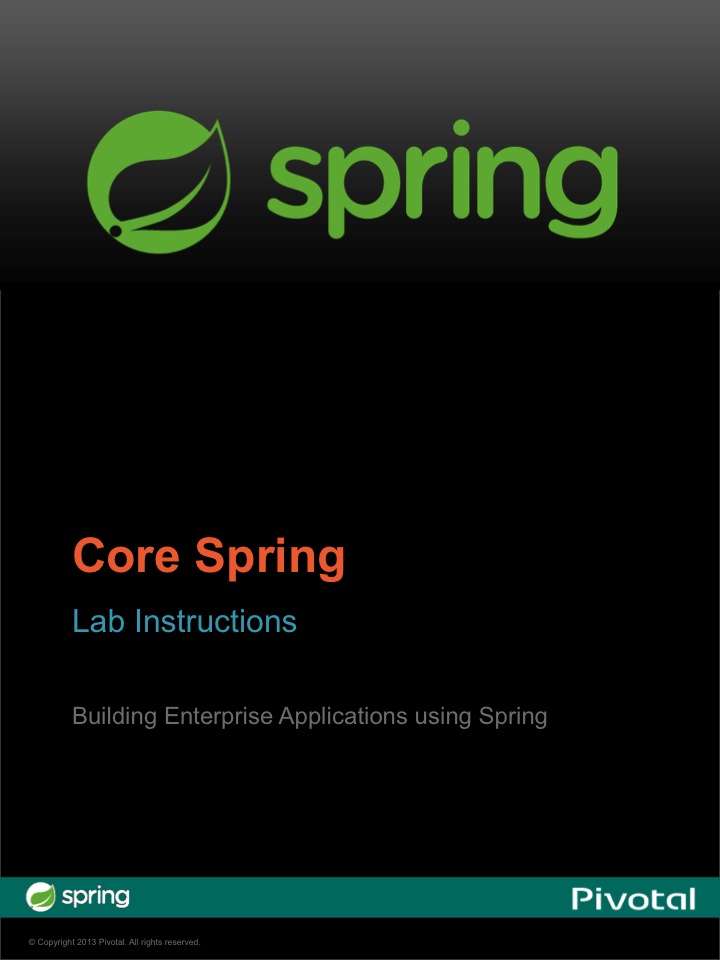 spring
Core Spring
Lab Instructions
Building Enterprise Applications using Spring
spring
Pivotal
© Copyright 2013 Pivotal. All rights reserved.